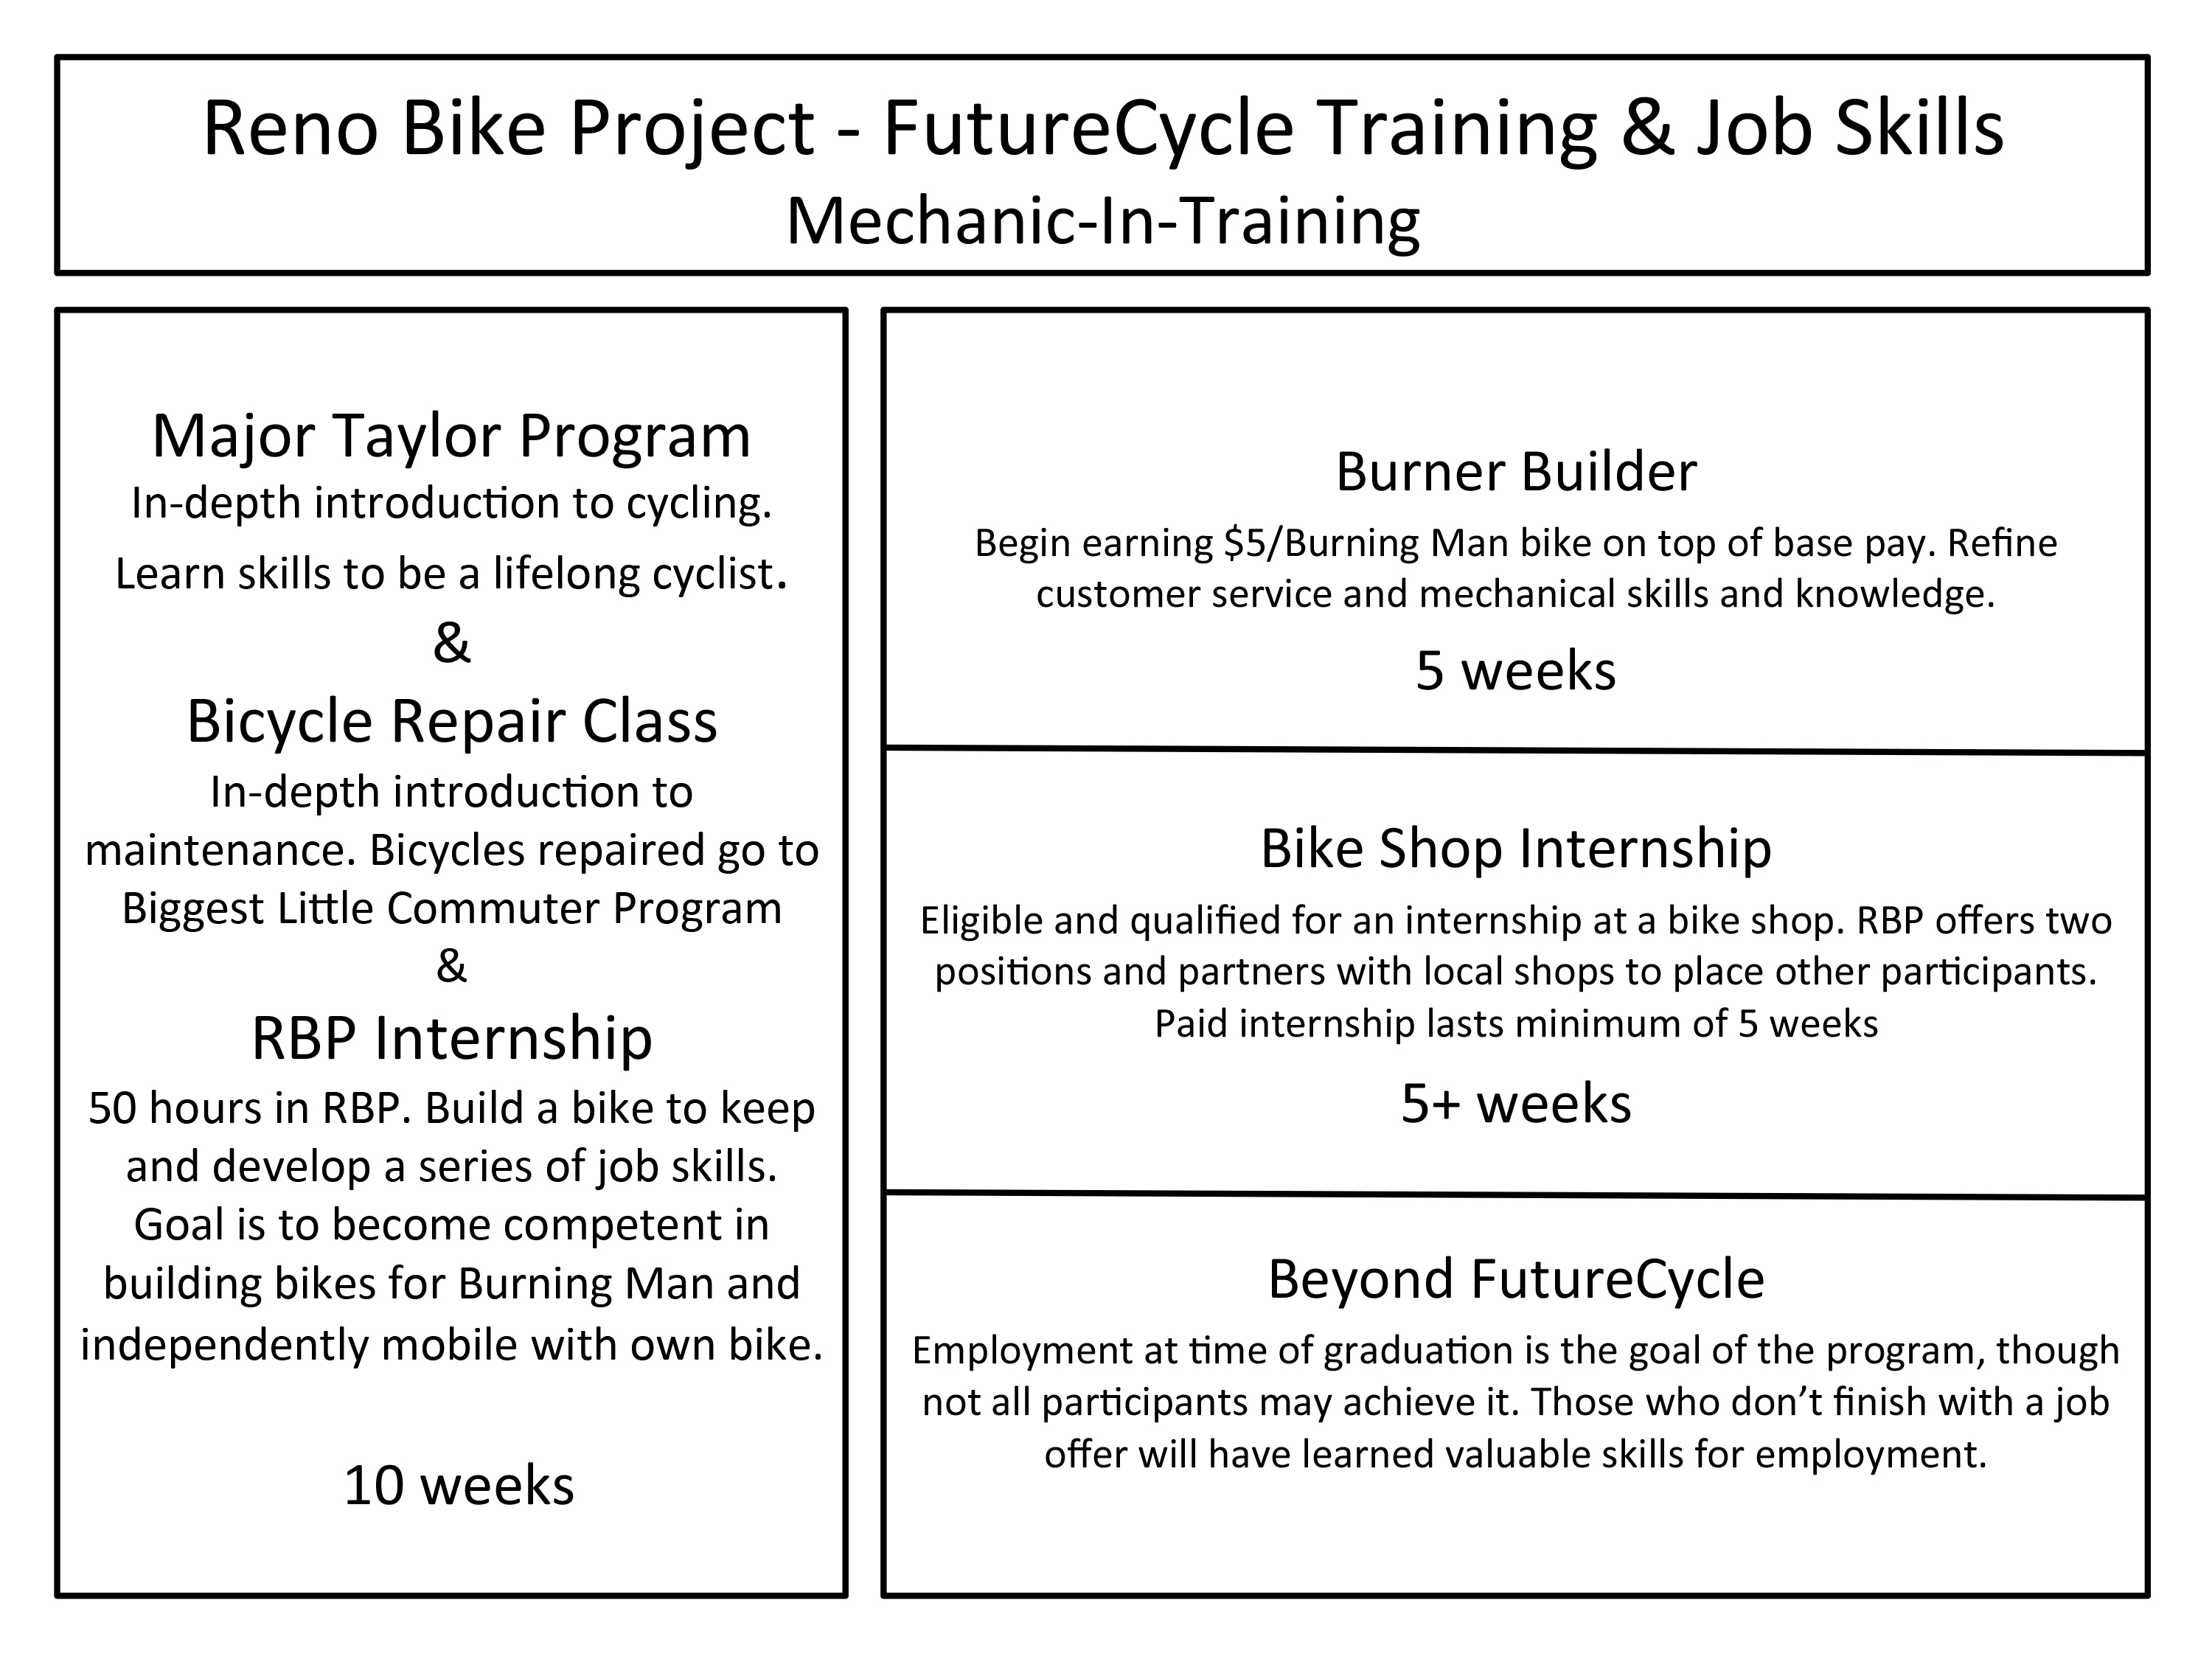 Reno Bike Project - FutureCycle Training & Job Skills
Mechanic-In-Training
Major Taylor Program
In-depth introduction to cycling.
Learn skills to be a lifelong cyclist.
&
Bicycle Repair Class
In-depth introduction to
maintenance. Bicycles repaired go to
Biggest Little Commuter Program
&
RBP Internship
50 hours in RBP. Build a bike to keep
and develop a series of job skills.
Goal is to become competent in
building bikes for Burning Man and
independently mobile with own bike.
10 weeks
Burner Builder
Begin earning $5/Burning Man bike on top of base pay. Refine
customer service and mechanical skills and knowledge.
5 weeks
Bike Shop Internship
Eligible and qualified for an internship at a bike shop. RBP offers two
positions and partners with local shops to place other participants.
Paid internship lasts minimum of 5 weeks
5+ weeks
Beyond FutureCycle
Employment at time of graduation is the goal of the program, though
not all participants may achieve it. Those who don’t finish with a job
offer will have learned valuable skills for employment.